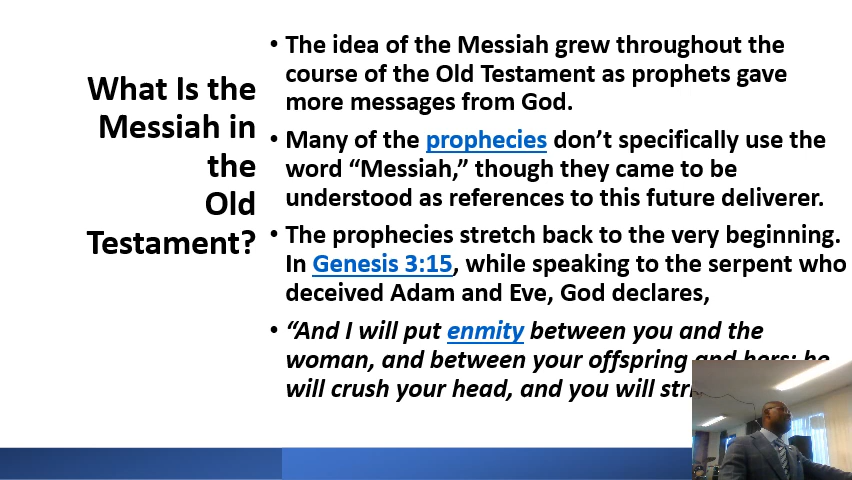 What Is the
Messiah in
the
Old
Testament?
• The idea of the Messiah grew throughout the
course of the Old Testament as prophets gave
more messages from God.
• Many of the prophecies don’t specifically use the
word “Messiah,” though they came to be
understood as references to this future deliverer.
• The prophecies stretch back to the very beginning.
In Genesis 3:15, while speaking to the serpent who
deceived Adam and Eve, God declares,
• “And I will put enmity between you and the
woman, and between your offspring and hers; he
will crush your head, and you will